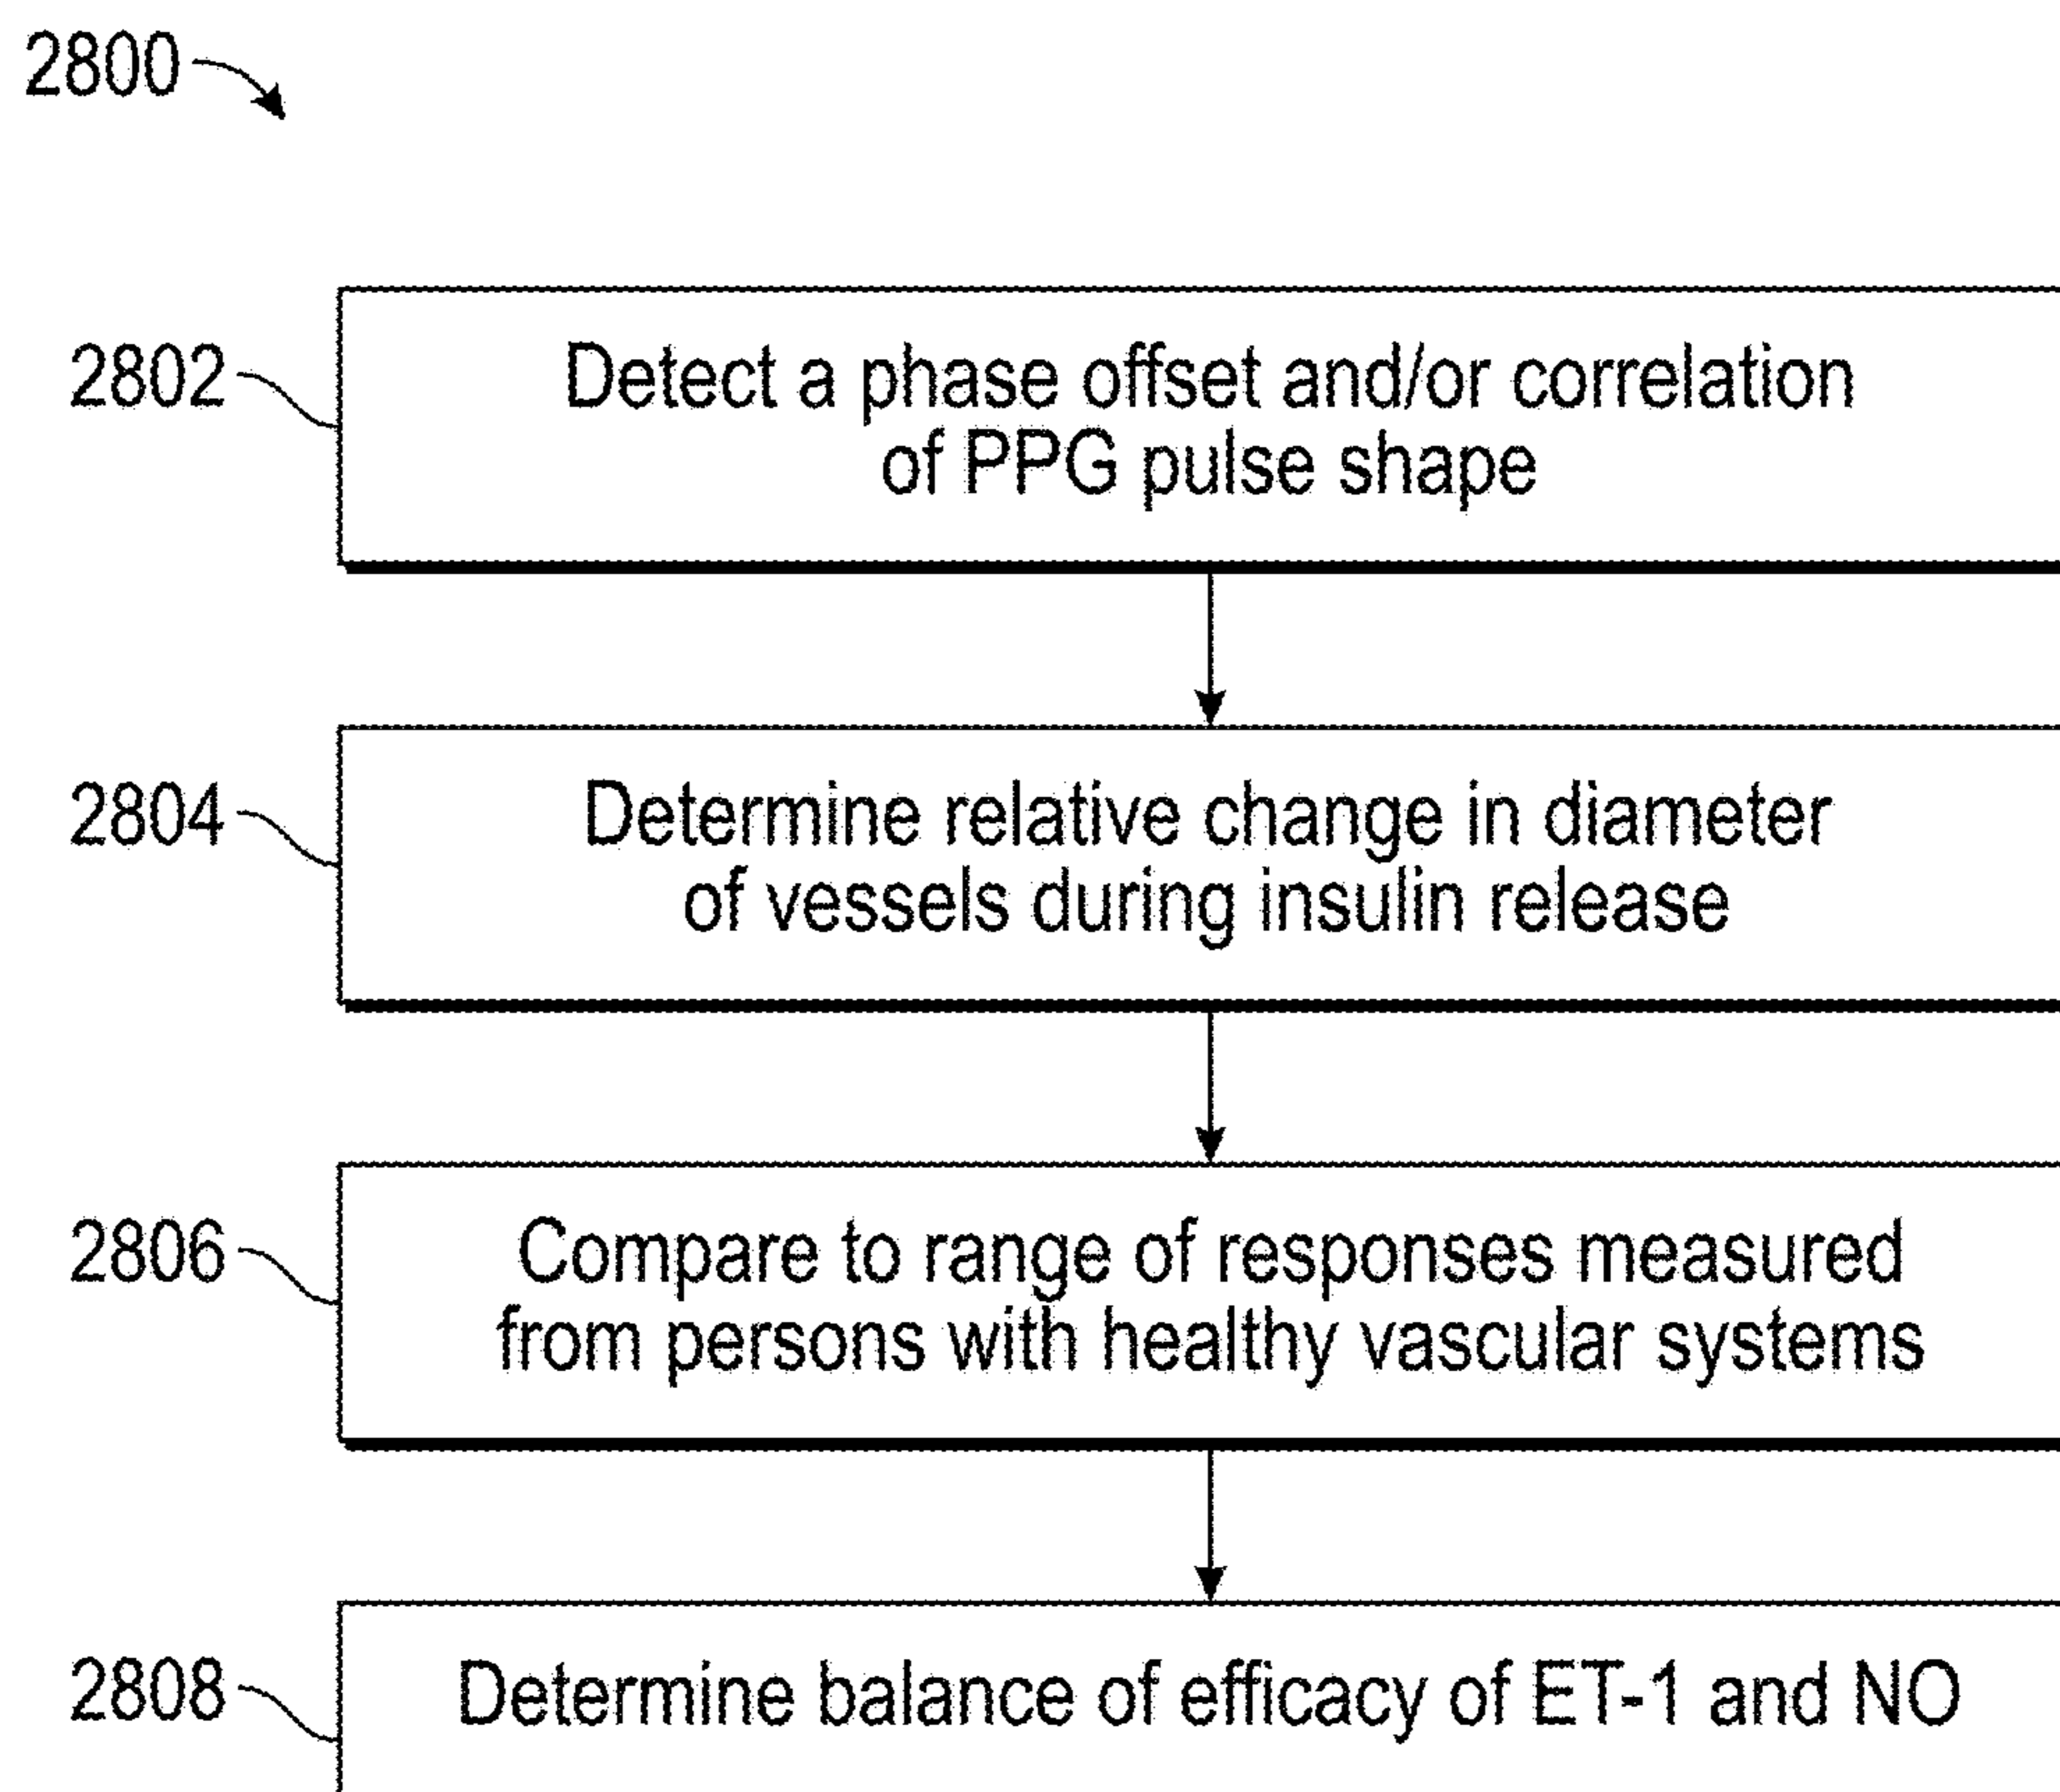 2800
2802
Detect a phase offset and/or correlation
of PPG pulse shape
2804
Determine relative change in diameter
of vessels during insulin release
2806
Compare to range of responses measured
from persons with healthy vascular systems
2808
Determine balance of efficacy of ET-1 and NO